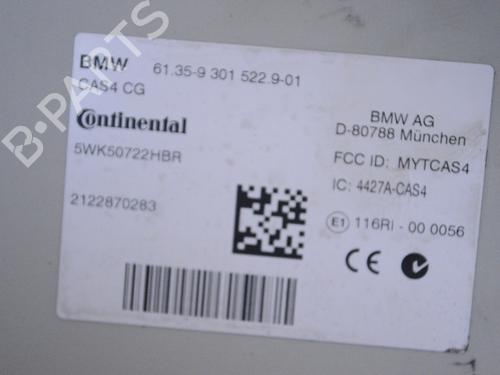 BMW 61.35-9 301 522.9-01
CAS4 CG
Continental
5WK50722HBR
2122870283
BMW AG
D-80788 München
FCC ID: MYTCAS4
IC: 4427A-CAS4
E1 116RI - 00 0056
CE
B-PARTS